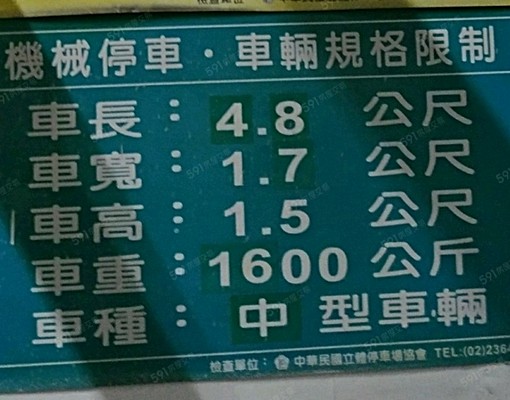 機械停車・車輛規格限制
車長：4.8 公尺
車寬：1.7 公尺
車高：1.5 公尺
車重：1600 公斤
車種：中 型車輛
檢查單位：中華民國立體停車場協會 TEL:(02)2364